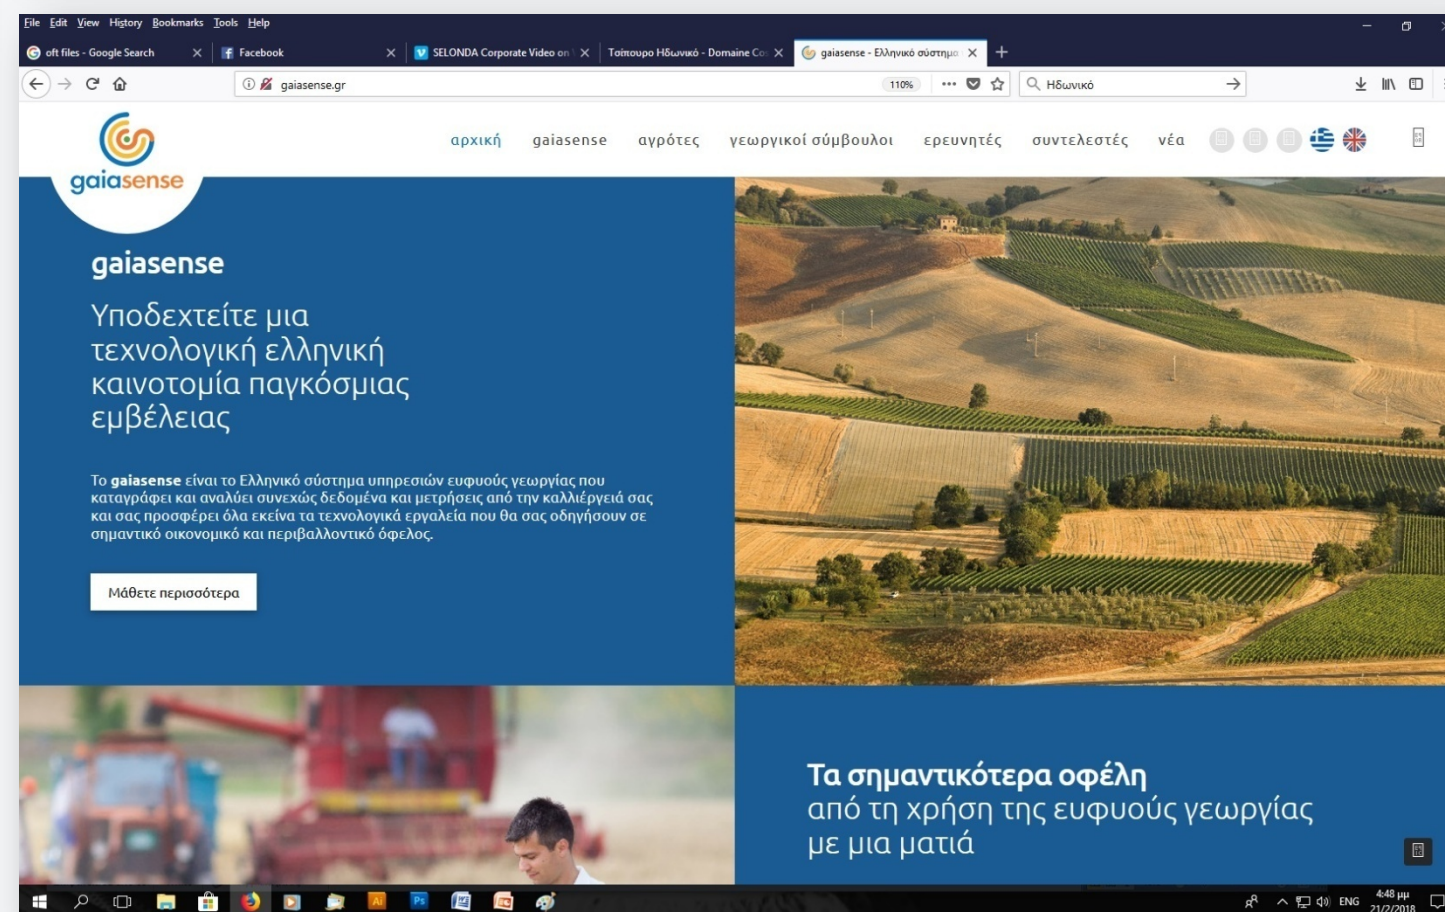 File Edit View History Bookmarks Tools Help
oft files - Google Search
Facebook
SELONDA Corporate Video on
Τσίπουρο Ηδωνικό - Domaine Co
gaiasense - Ελληνικό σύστημα
gaiasense.gr
110%
Ηδωνικό
gaiasense
αρχική gaiasense αγρότες γεωργικοί σύμβουλοι ερευνητές συντελεστές νέα
gaiasense
Υποδεχτείτε μια
τεχνολογική ελληνική
καινοτομία παγκόσμιας
εμβέλειας
Το gaiasense είναι το Ελληνικό σύστημα υπηρεσιών ευφυούς γεωργίας που
καταγράφει και αναλύει συνεχώς δεδομένα και μετρήσεις από την καλλιέργειά σας
και σας προσφέρει όλα εκείνα τα τεχνολογικά εργαλεία που θα σας οδηγήσουν σε
σημαντικό οικονομικό και περιβαλλοντικό όφελος.
Μάθετε περισσότερα
Τα σημαντικότερα οφέλη
από τη χρήση της ευφυούς γεωργίας
με μια ματιά
Ai
Ps
ENG
4:48 μμ
21/2/2018